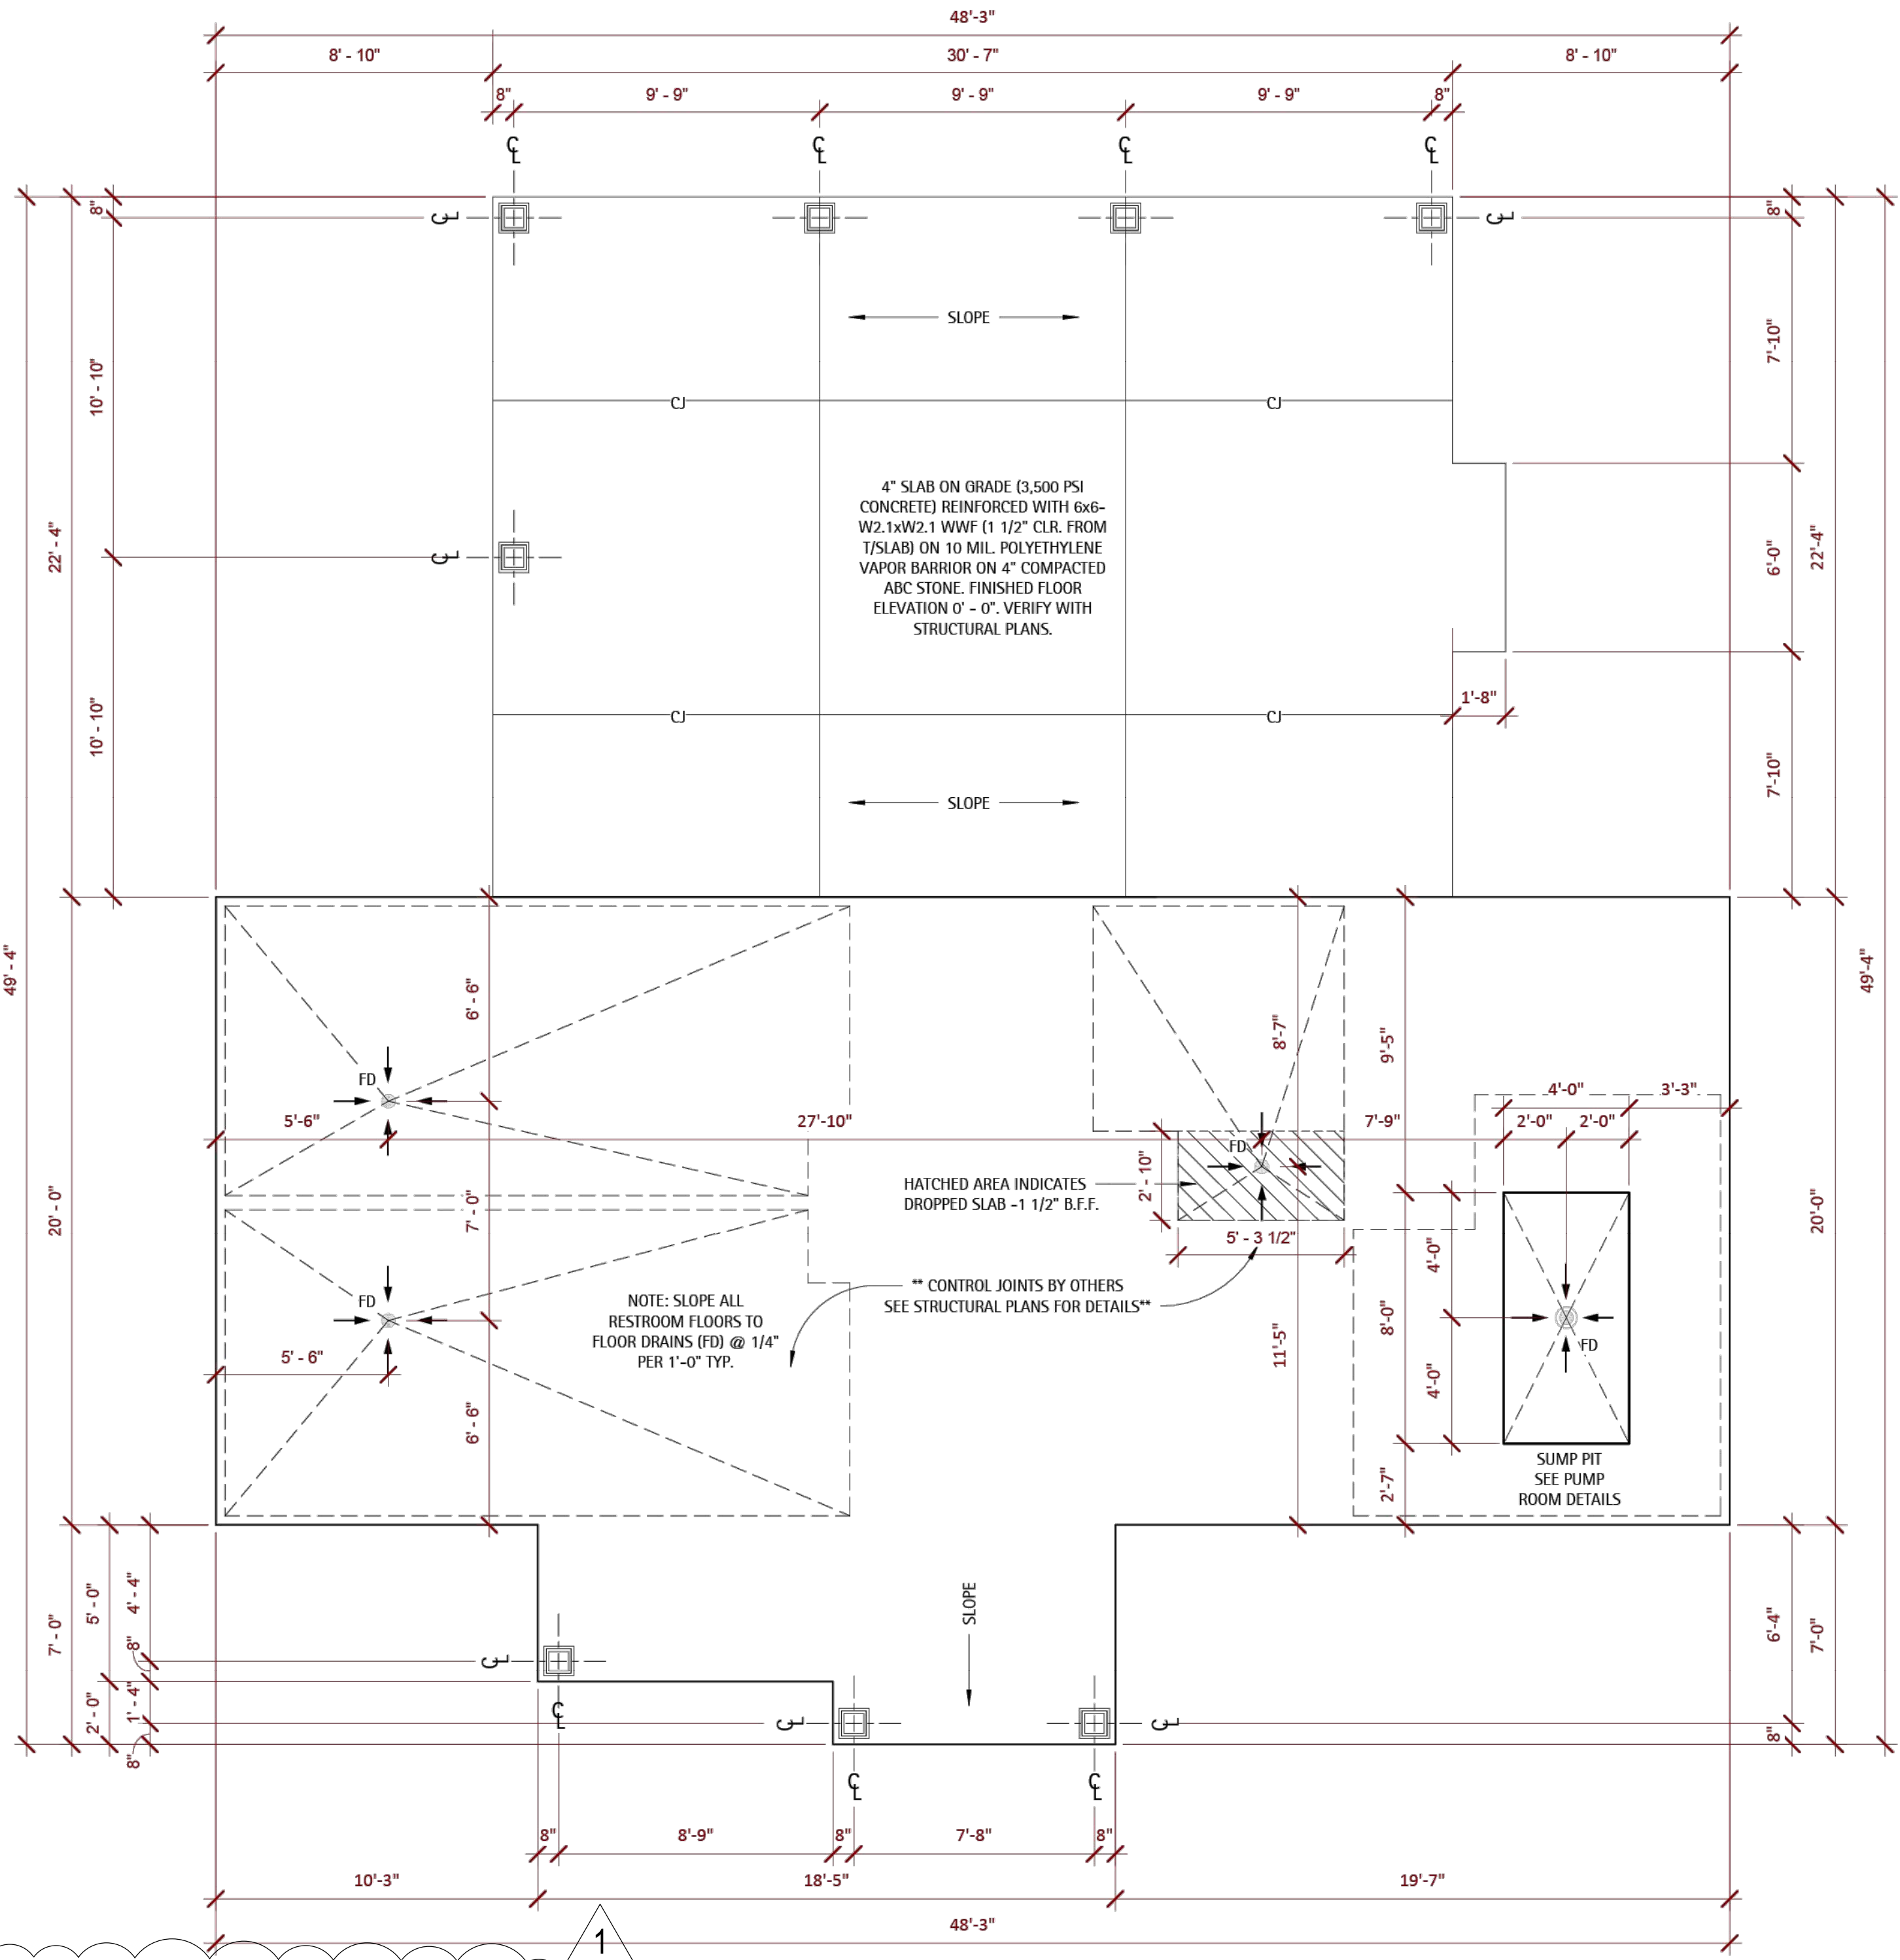 48'-3"
8' - 10" 30' - 7" 8' - 10"
8" 9' - 9" 9' - 9" 9' - 9" 8"
CL CL CL CL
8" CL CL 8"
SLOPE
7'-10"
10' - 10"
CJ CJ
4" SLAB ON GRADE (3,500 PSI
CONCRETE) REINFORCED WITH 6x6-
W2.1xW2.1 WWF (1 1/2" CLR. FROM
T/SLAB) ON 10 MIL. POLYETHYLENE
VAPOR BARRIOR ON 4" COMPACTED
ABC STONE. FINISHED FLOOR
ELEVATION 0' - 0". VERIFY WITH
STRUCTURAL PLANS.
22' - 4" CL 6'-0" 22'-4"
1'-8"
10' - 10" CJ CJ 7'-10"
SLOPE
49' - 4" 49'-4"
6' - 6" 8'-7" 9'-5"
FD
4'-0" 3'-3"
5'-6" 27'-10" 7'-9" 2'-0" 2'-0"
FD
2' - 10"
HATCHED AREA INDICATES
DROPPED SLAB -1 1/2" B.F.F.
20' - 0" 7' - 0" 20'-0"
5' - 3 1/2" 4'-0"
** CONTROL JOINTS BY OTHERS
SEE STRUCTURAL PLANS FOR DETAILS**
FD
NOTE: SLOPE ALL
RESTROOM FLOORS TO
FLOOR DRAINS (FD) @ 1/4"
PER 1'-0" TYP.
11'-5" 8'-0"
FD
5' - 6" 4'-0"
6' - 6"
SUMP PIT
SEE PUMP
ROOM DETAILS
2'-7"
7' - 0" 5' - 0" 4' - 4" SLOPE 6'-4" 7'-0"
8" CL
2' - 0" 1' - 4" CL CL CL 8"
8"
CL CL
8" 8'-9" 8" 7'-8" 8"
10'-3" 18'-5" 19'-7"
48'-3"
1